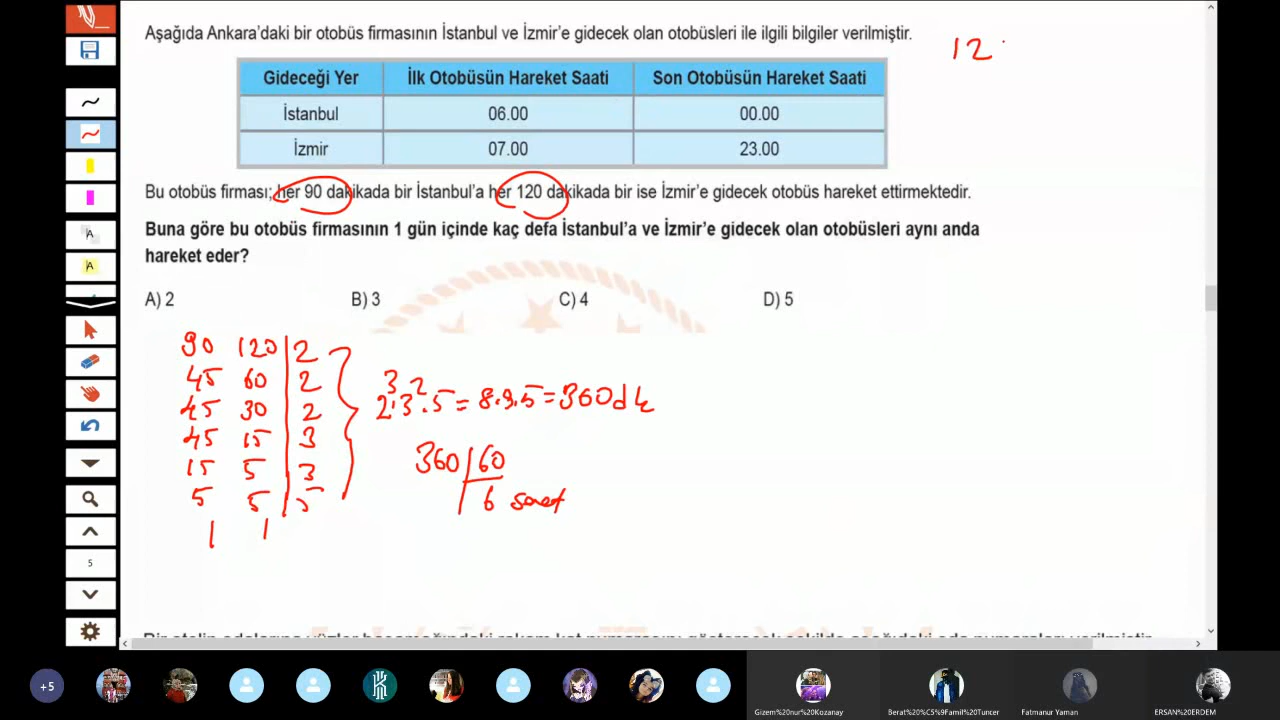 Aşağıda Ankara'daki bir otobüs firmasının İstanbul ve İzmir'e gidecek olan otobüsleri ile ilgili bilgiler verilmiştir.
12
Gideceği Yer İlk Otobüsün Hareket Saati Son Otobüsün Hareket Saati
İstanbul 06.00 00.00
İzmir 07.00 23.00
Bu otobüs firması; her 90 dakikada bir İstanbul'a her 120 dakikada bir ise İzmir'e gidecek otobüs hareket ettirmektedir.
Buna göre bu otobüs firmasının 1 gün içinde kaç defa İstanbul'a ve İzmir'e gidecek olan otobüsleri aynı anda
hareket eder?
A) 2 B) 3 C) 4 D) 5
90 120 2
45 60 2
45 30 2
45 15 3
15 5 3
5 5 5
1 1
2³.3².5 = 8.9.5 = 360dk
360 60
6 saat
A
A
5
+5
Gizem%20nur%20Kozanay
Berat%20%C5%9Famil%20Tuncer
Fatmanur Yaman
ERSAN%20ERDEM